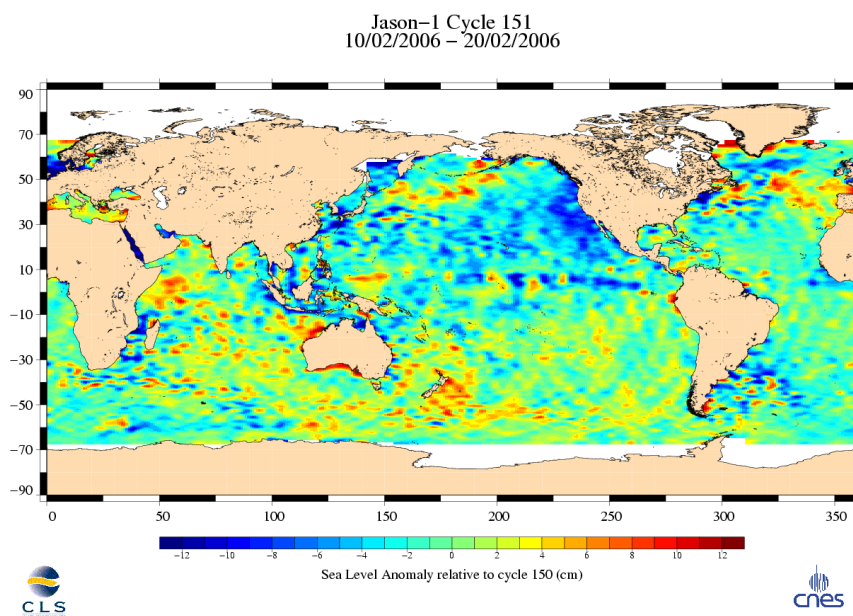 Jason-1 Cycle 151
10/02/2006 – 20/02/2006
90
70
50
30
10
−10
−30
−50
−70
−90
0 50 100 150 200 250 300 350
−12 −10 −8 −6 −4 −2 0 2 4 6 8 10 12
Sea Level Anomaly relative to cycle 150 (cm)
CLS
cnes